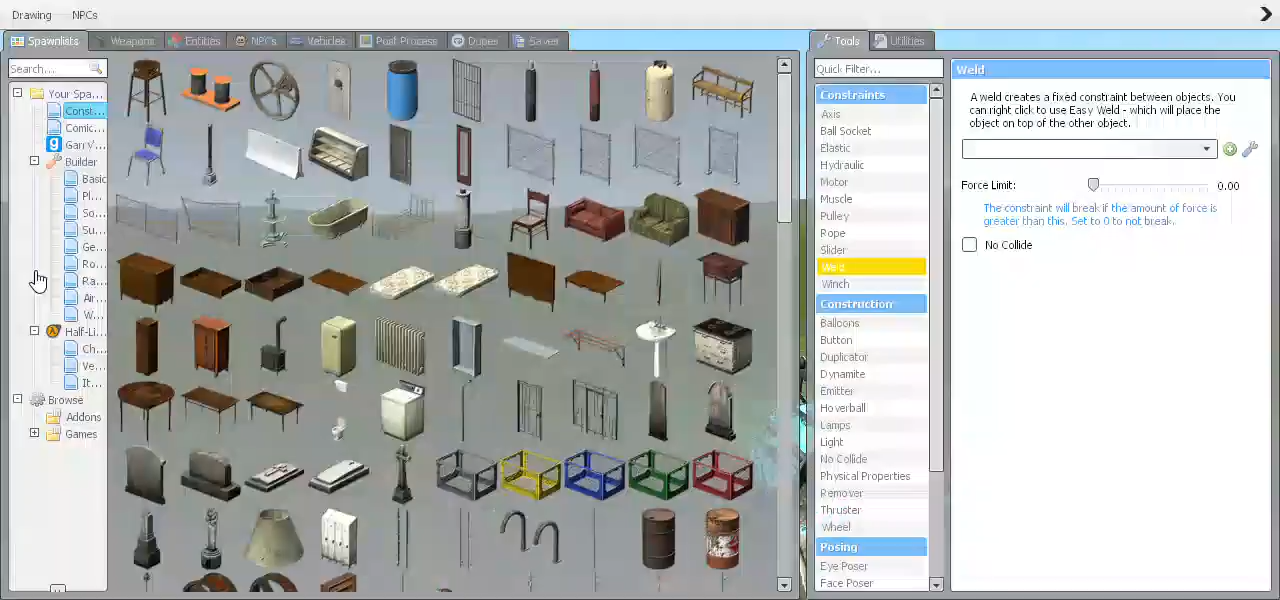 Drawing NPCs
Spawnlists Weapons Entities NPCs Vehicles Post Process Dupes Saves
Tools Utilities
Search...
Your Spa...
Const...
Comic...
Garry'...
Builder
Basic
Pl...
So...
Su...
Ge...
Ro...
Ra...
Air...
W...
Half-Li...
Ch...
Ve...
It...
Browse
Addons
Games
Quick Filter...
Constraints
Axis
Ball Socket
Elastic
Hydraulic
Motor
Muscle
Pulley
Rope
Slider
Weld
Winch
Construction
Balloons
Button
Duplicator
Dynamite
Emitter
Hoverball
Lamps
Light
No Collide
Physical Properties
Remover
Thruster
Wheel
Posing
Eye Poser
Face Poser
Weld
A weld creates a fixed constraint between objects. You
can right click to use Easy Weld - which will place the
object on top of the other object.
Force Limit: 0.00
The constraint will break if the amount of force is
greater than this. Set to 0 to not break.
No Collide